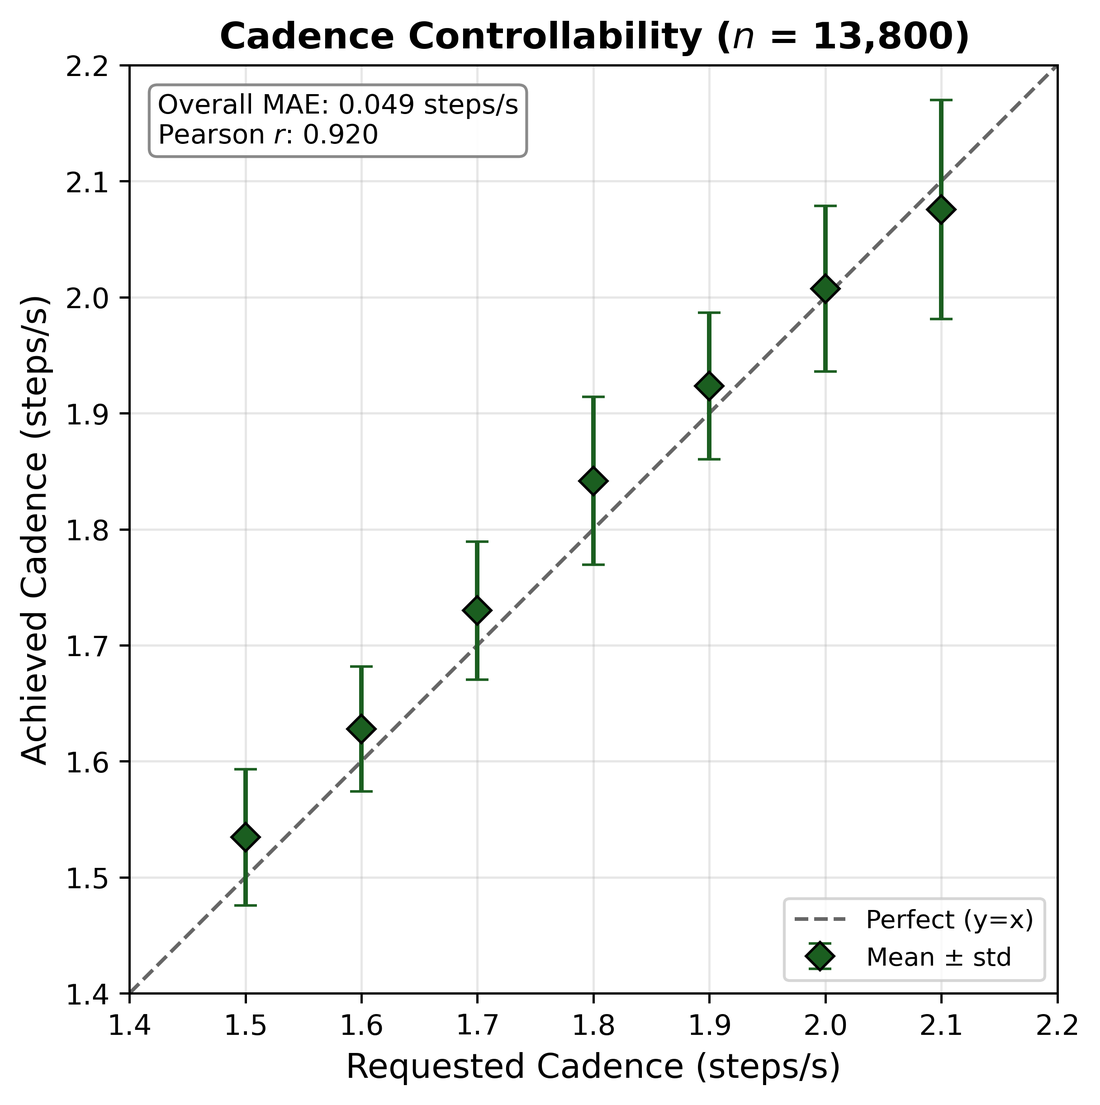 Cadence Controllability (n = 13,800)
Overall MAE: 0.049 steps/s
Pearson r: 0.920
Achieved Cadence (steps/s)
2.2
2.1
2.0
1.9
1.8
1.7
1.6
1.5
1.4
Perfect (y=x)
Mean ± std
1.4 1.5 1.6 1.7 1.8 1.9 2.0 2.1 2.2
Requested Cadence (steps/s)